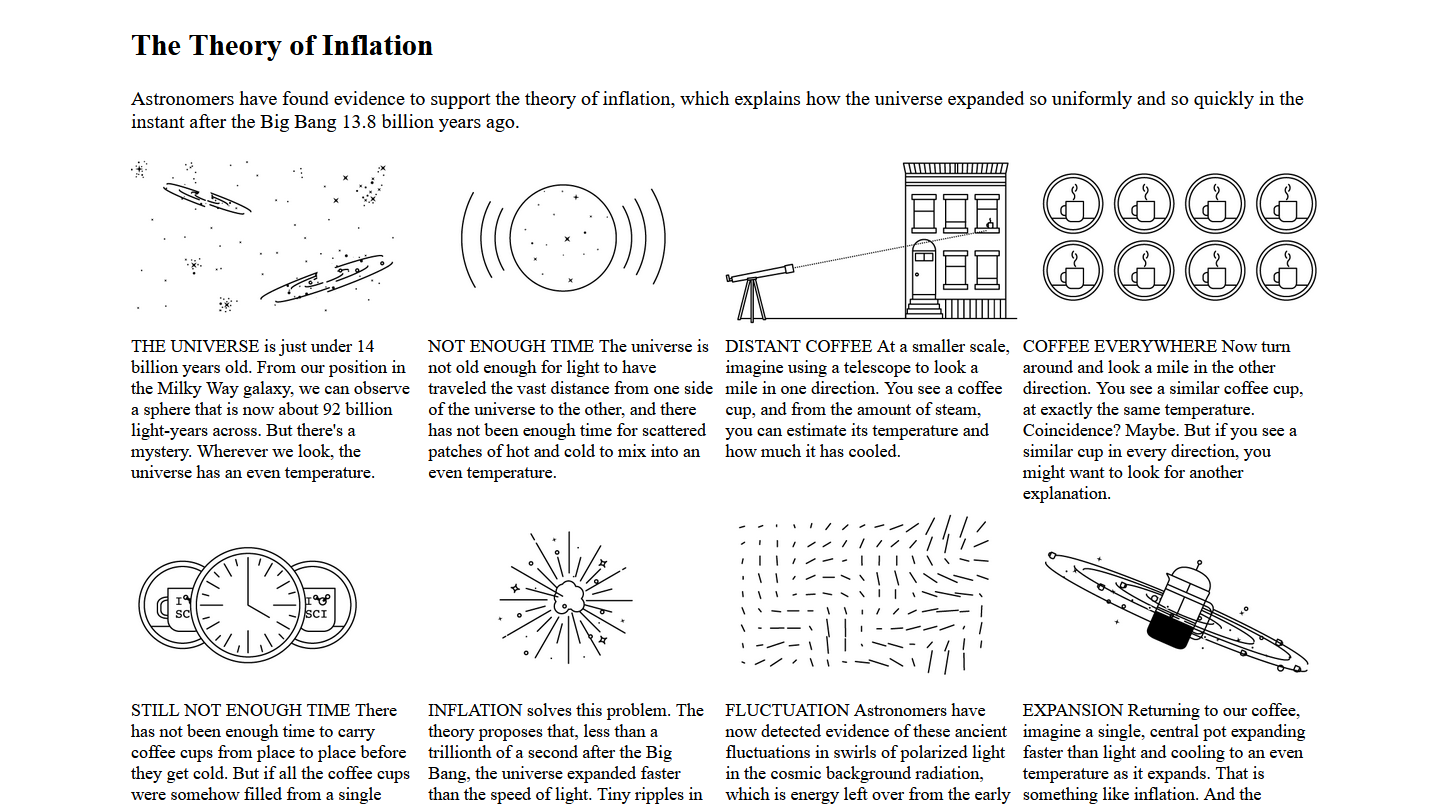 The Theory of Inflation
Astronomers have found evidence to support the theory of inflation, which explains how the universe expanded so uniformly and so quickly in the
instant after the Big Bang 13.8 billion years ago.
THE UNIVERSE is just under 14
billion years old. From our position in
the Milky Way galaxy, we can observe
a sphere that is now about 92 billion
light-years across. But there's a
mystery. Wherever we look, the
universe has an even temperature.
NOT ENOUGH TIME The universe is
not old enough for light to have
traveled the vast distance from one side
of the universe to the other, and there
has not been enough time for scattered
patches of hot and cold to mix into an
even temperature.
DISTANT COFFEE At a smaller scale,
imagine using a telescope to look a
mile in one direction. You see a coffee
cup, and from the amount of steam,
you can estimate its temperature and
how much it has cooled.
COFFEE EVERYWHERE Now turn
around and look a mile in the other
direction. You see a similar coffee cup,
at exactly the same temperature.
Coincidence? Maybe. But if you see a
similar cup in every direction, you
might want to look for another
explanation.
I
SC
I
SCI
STILL NOT ENOUGH TIME There
has not been enough time to carry
coffee cups from place to place before
they get cold. But if all the coffee cups
were somehow filled from a single
INFLATION solves this problem. The
theory proposes that, less than a
trillionth of a second after the Big
Bang, the universe expanded faster
than the speed of light. Tiny ripples in
FLUCTUATION Astronomers have
now detected evidence of these ancient
fluctuations in swirls of polarized light
in the cosmic background radiation,
which is energy left over from the early
EXPANSION Returning to our coffee,
imagine a single, central pot expanding
faster than light and cooling to an even
temperature as it expands. That is
something like inflation. And the